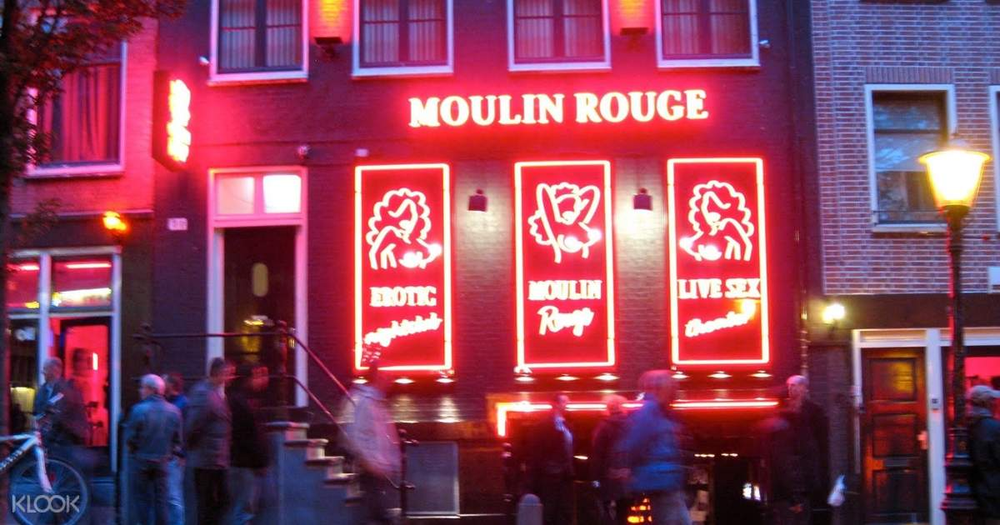 MOULIN ROUGE
EROTIC
nightclub
MOULIN
Rouge
LIVE SEX
theater
KLOOK